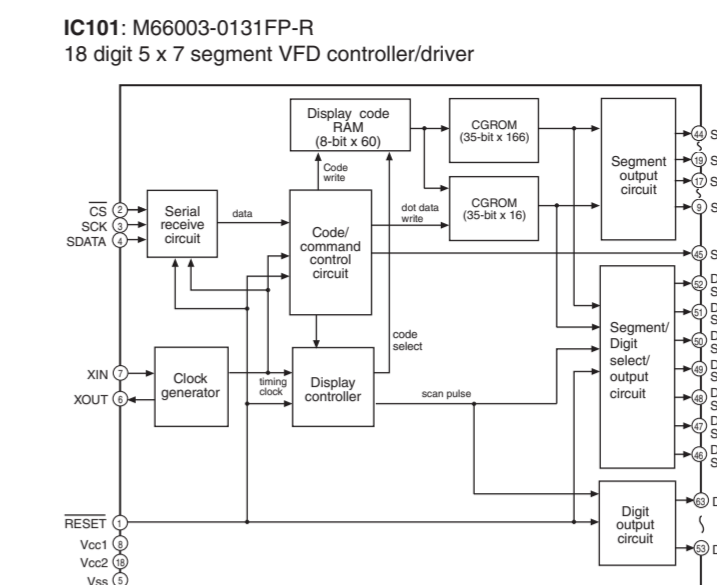 IC101: M66003-0131FP-R
18 digit 5 x 7 segment VFD controller/driver
Display code
RAM
(8-bit x 60)
CGROM
(35-bit x 166)
Segment
output
circuit
44 S
19 S
17 S
9 S
Code
write
CGROM
(35-bit x 16)
dot data
write
CS 2
SCK 3
SDATA 4
Serial
receive
circuit
data
Code/
command
control
circuit
45 S
Segment/
Digit
select/
output
circuit
52 D
S
51 D
S
50 D
S
49 D
S
48 D
S
47 D
S
46 D
S
code
select
XIN 7
XOUT 6
Clock
generator
timing
clock
Display
controller
scan pulse
RESET 1
Vcc1 8
Vcc2 18
Vss 5
Digit
output
circuit
63 D
53 D